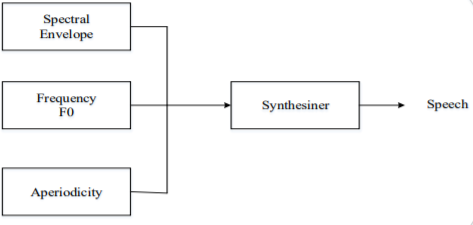 Spectral
Envelope
Frequency
F0
Synthesiner
Speech
Aperiodicity